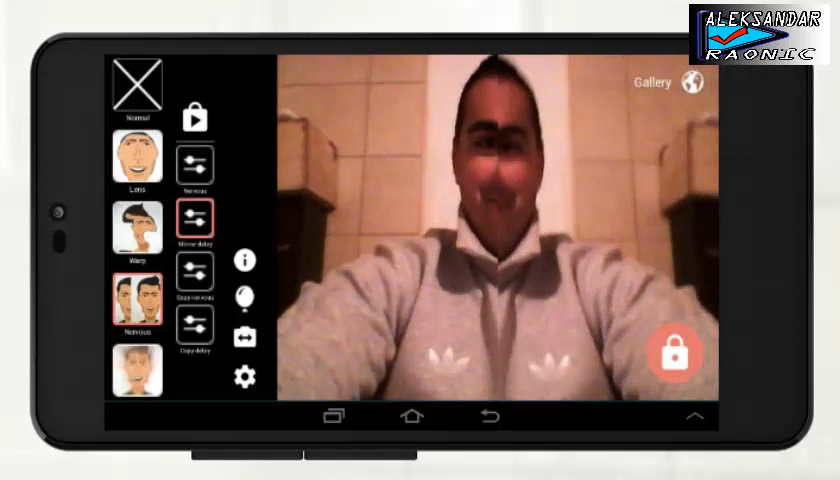 ALEKSANDAR
RAONIC
Gallery
Normal
Lens
Warp
Nervous
Nervous
Mirror delay
Copy nervous
Copy delay